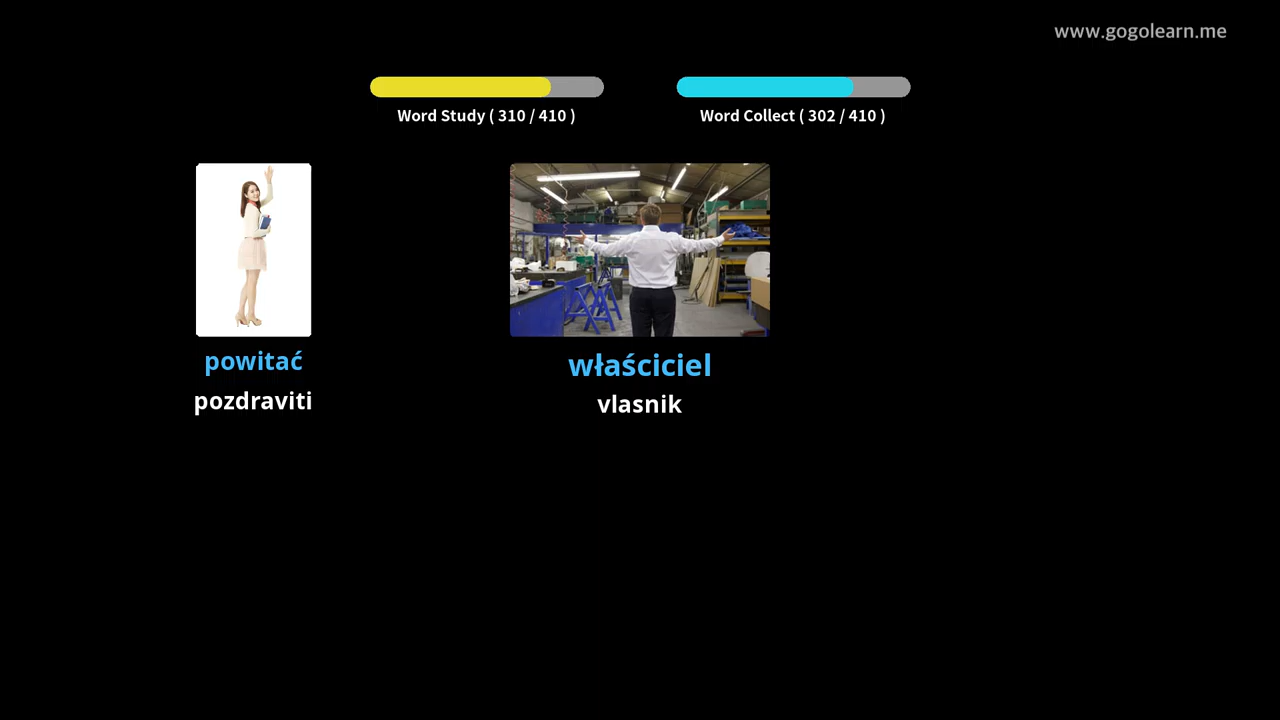 www.gogolearn.me
Word Study ( 310 / 410 )
Word Collect ( 302 / 410 )
powitać
pozdraviti
właściciel
vlasnik